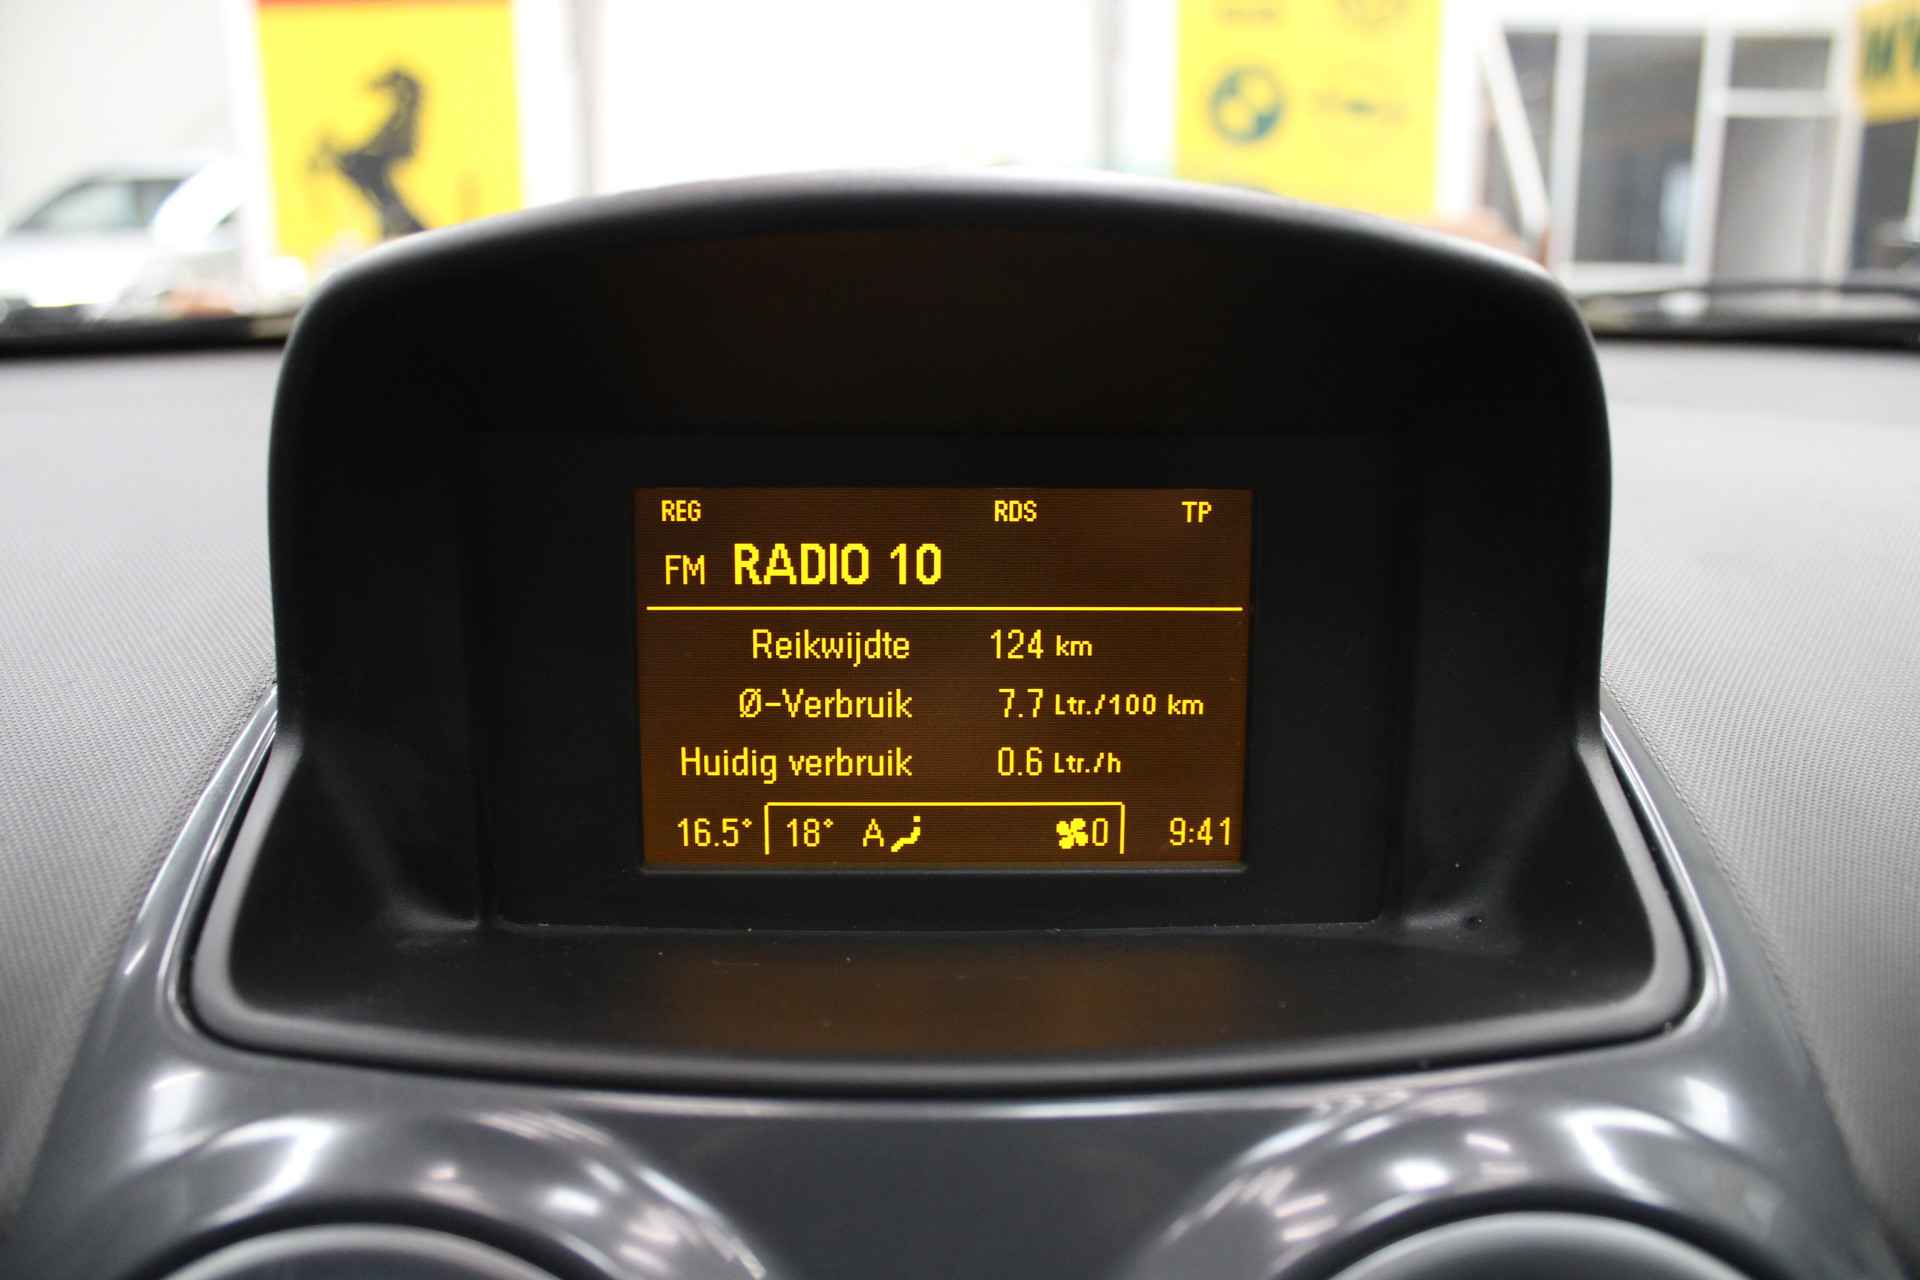 REG RDS TP
FM RADIO 10
Reikwijdte 124 km
Ø-Verbruik 7.7 Ltr./100 km
Huidig verbruik 0.6 Ltr./h
16.5° 18° A 0 9:41